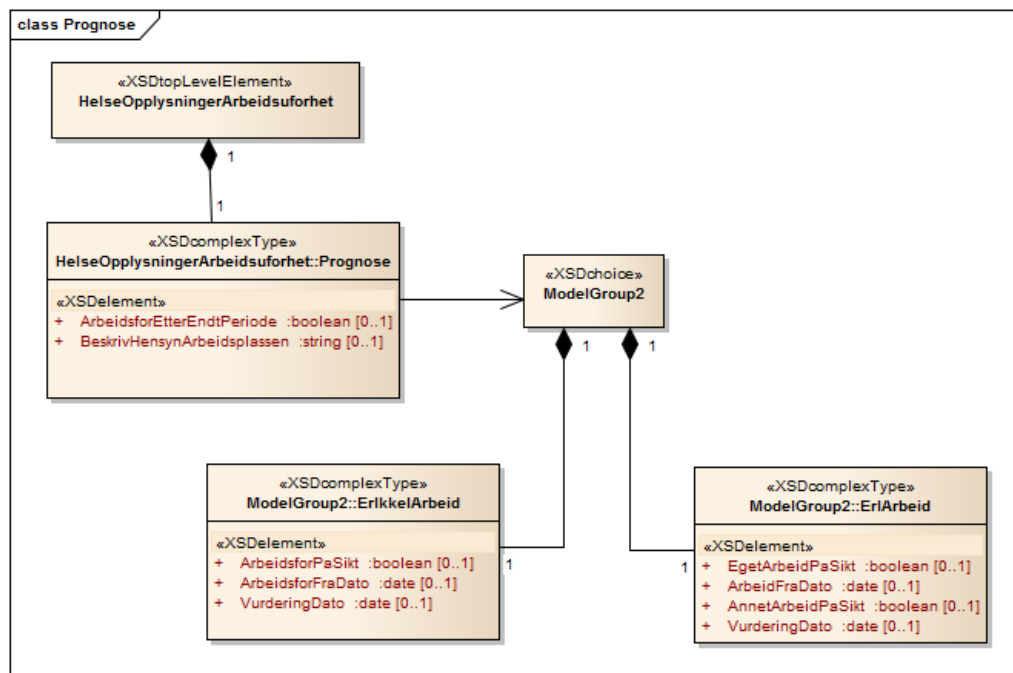 class Prognose
«XSDtopLevelElement»
HelseOpplysningerArbeidsuforhet
1
1
«XSDcomplexType»
HelseOpplysningerArbeidsuforhet::Prognose
«XSDelement»
+ ArbeidsforEtterEndtPeriode :boolean [0..1]
+ BeskrivHensynArbeidsplassen :string [0..1]
«XSDchoice»
ModelGroup2
1
1
«XSDcomplexType»
ModelGroup2::ErIkkeIArbeid
«XSDelement»
+ ArbeidsforPaSikt :boolean [0..1]
+ ArbeidsforFraDato :date [0..1]
+ VurderingDato :date [0..1]
1
«XSDcomplexType»
ModelGroup2::ErIArbeid
«XSDelement»
+ EgetArbeidPaSikt :boolean [0..1]
+ ArbeidFraDato :date [0..1]
+ AnnetArbeidPaSikt :boolean [0..1]
+ VurderingDato :date [0..1]
1